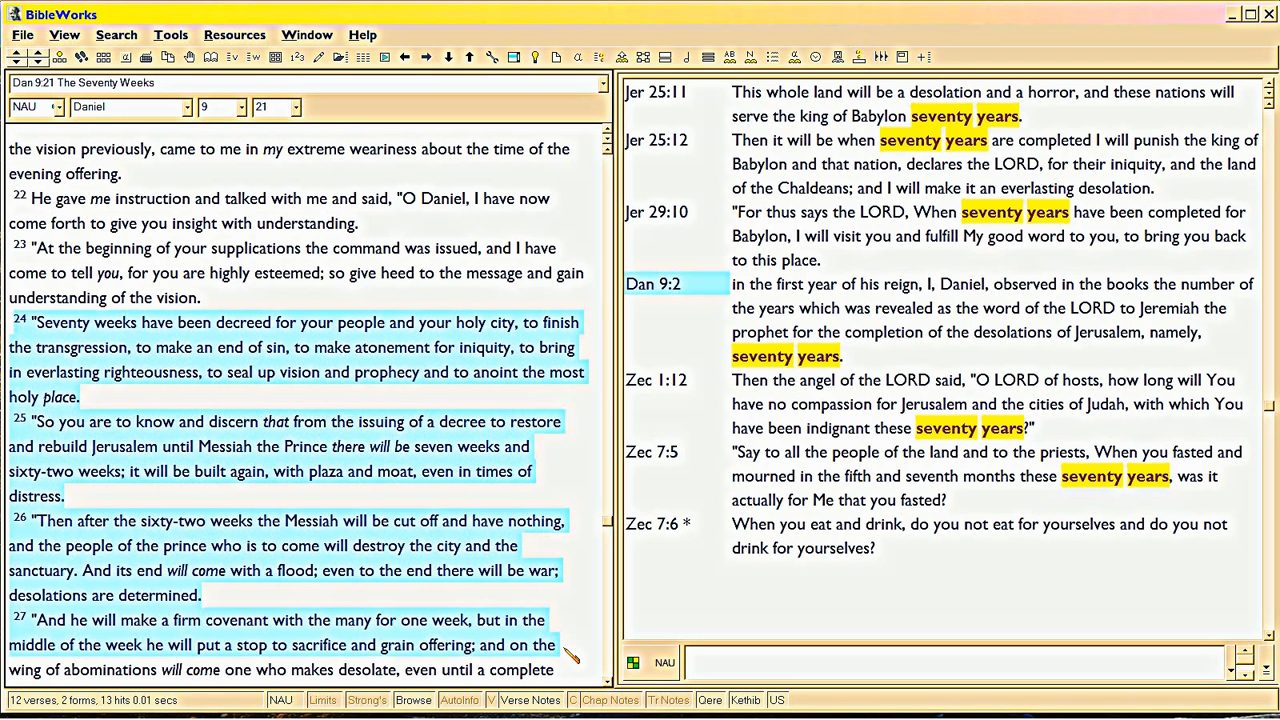 BibleWorks
File View Search Tools Resources Window Help
Dan 9:21 The Seventy Weeks
NAU Daniel 9 21
the vision previously, came to me in my extreme weariness about the time of the
evening offering.
22 He gave me instruction and talked with me and said, "O Daniel, I have now
come forth to give you insight with understanding.
23 "At the beginning of your supplications the command was issued, and I have
come to tell you, for you are highly esteemed; so give heed to the message and gain
understanding of the vision.
24 "Seventy weeks have been decreed for your people and your holy city, to finish
the transgression, to make an end of sin, to make atonement for iniquity, to bring
in everlasting righteousness, to seal up vision and prophecy and to anoint the most
holy place.
25 "So you are to know and discern that from the issuing of a decree to restore
and rebuild Jerusalem until Messiah the Prince there will be seven weeks and
sixty-two weeks; it will be built again, with plaza and moat, even in times of
distress.
26 "Then after the sixty-two weeks the Messiah will be cut off and have nothing,
and the people of the prince who is to come will destroy the city and the
sanctuary. And its end will come with a flood; even to the end there will be war;
desolations are determined.
27 "And he will make a firm covenant with the many for one week, but in the
middle of the week he will put a stop to sacrifice and grain offering; and on the
wing of abominations will come one who makes desolate, even until a complete
Jer 25:11 This whole land will be a desolation and a horror, and these nations will
serve the king of Babylon seventy years.
Jer 25:12 Then it will be when seventy years are completed I will punish the king of
Babylon and that nation, declares the LORD, for their iniquity, and the land
of the Chaldeans; and I will make it an everlasting desolation.
Jer 29:10 "For thus says the LORD, When seventy years have been completed for
Babylon, I will visit you and fulfill My good word to you, to bring you back
to this place.
Dan 9:2 in the first year of his reign, I, Daniel, observed in the books the number of
the years which was revealed as the word of the LORD to Jeremiah the
prophet for the completion of the desolations of Jerusalem, namely,
seventy years.
Zec 1:12 Then the angel of the LORD said, "O LORD of hosts, how long will You
have no compassion for Jerusalem and the cities of Judah, with which You
have been indignant these seventy years?"
Zec 7:5 "Say to all the people of the land and to the priests, When you fasted and
mourned in the fifth and seventh months these seventy years, was it
actually for Me that you fasted?
Zec 7:6 * When you eat and drink, do you not eat for yourselves and do you not
drink for yourselves?
NAU
12 verses, 2 forms, 13 hits 0.01 secs NAU Limits Strong's Browse AutoInfo V Verse Notes C Chap Notes Tr Notes Qere Kethib US